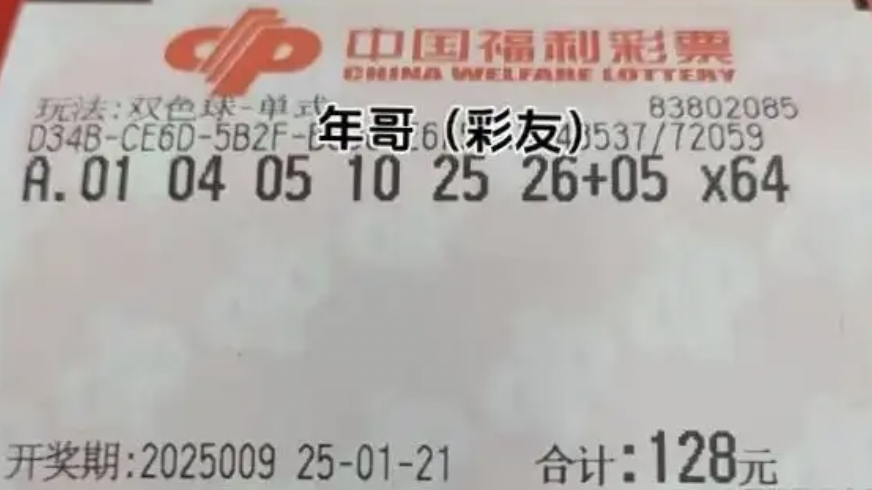 中国福利彩票
CHINA WELFARE LOTTERY
玩法:双色球-单式 83802085
D34B-CE6D-5B2F- 537/72059
年哥（彩友）
A.01 04 05 10 25 26+05 x64
开奖期:2025009 25-01-21 合计:128元